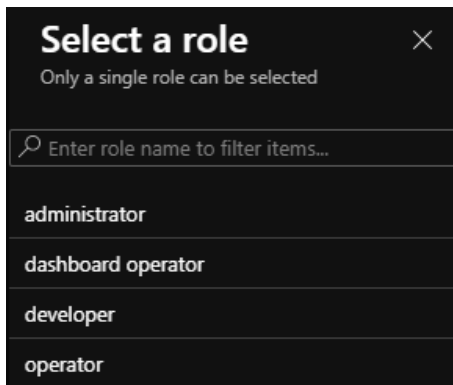 Select a role
Only a single role can be selected
Enter role name to filter items...
administrator
dashboard operator
developer
operator